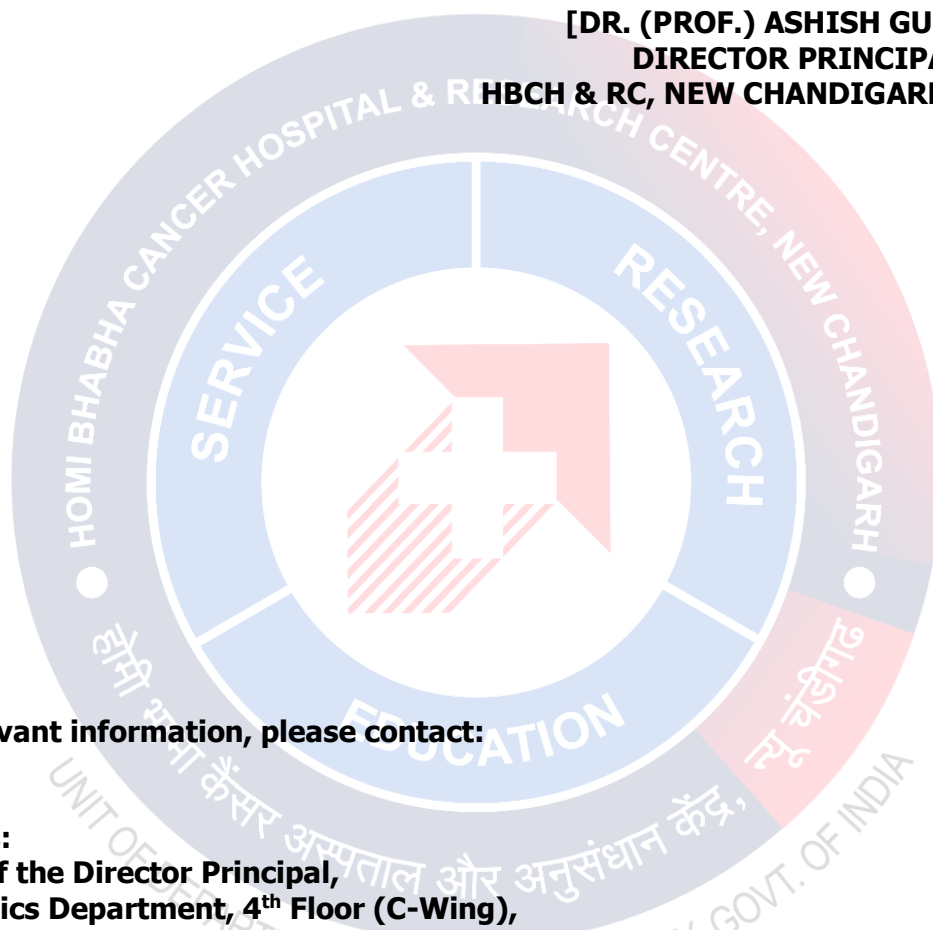 [DR. (PROF.) ASHISH GU
DIRECTOR PRINCIPA
HBCH & RC, NEW CHANDIGARH
HOMI BHABHA CANCER HOSPITAL & RESEARCH CENTRE, NEW CHANDIGARH
SERVICE
RESEARCH
EDUCATION
होमी भाभा कैंसर अस्पताल और अनुसंधान केंद्र, न्यू चंडीगढ
UNIT OF GOVT. OF INDIA
vant information, please contact:
:
f the Director Principal,
ics Department, 4th Floor (C-Wing),